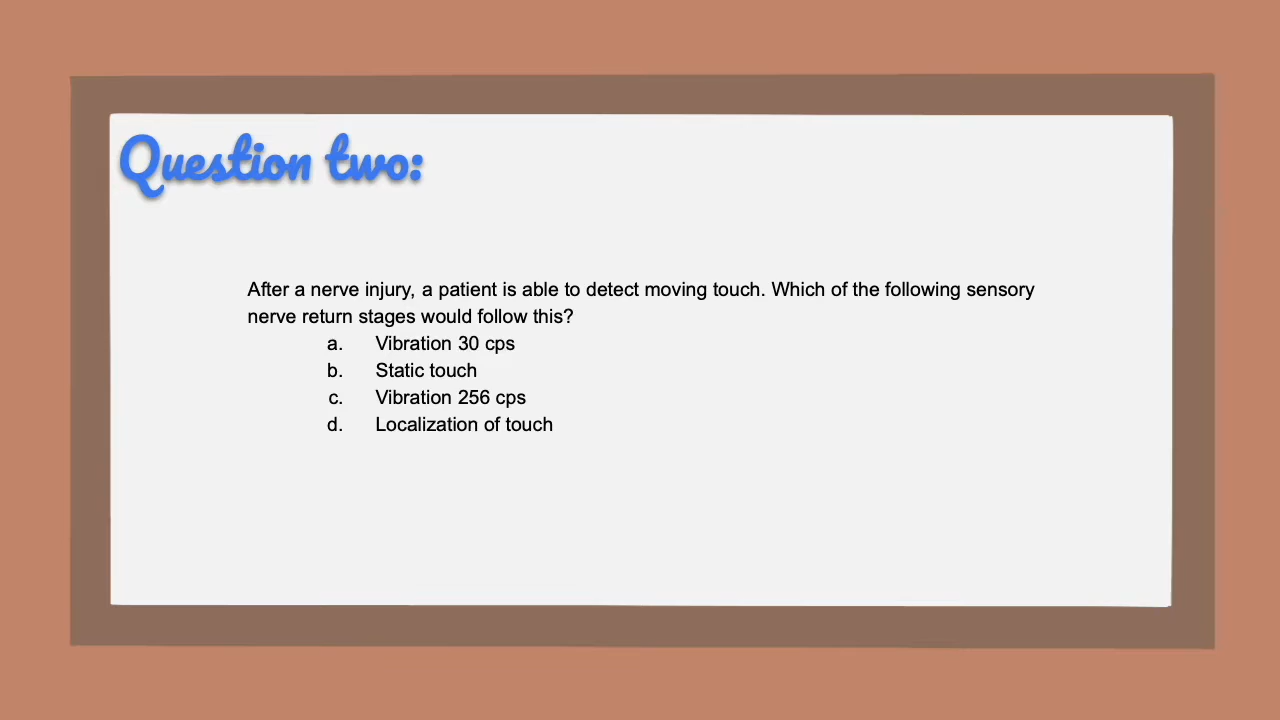 Question two:
After a nerve injury, a patient is able to detect moving touch. Which of the following sensory
nerve return stages would follow this?
a. Vibration 30 cps
b. Static touch
c. Vibration 256 cps
d. Localization of touch